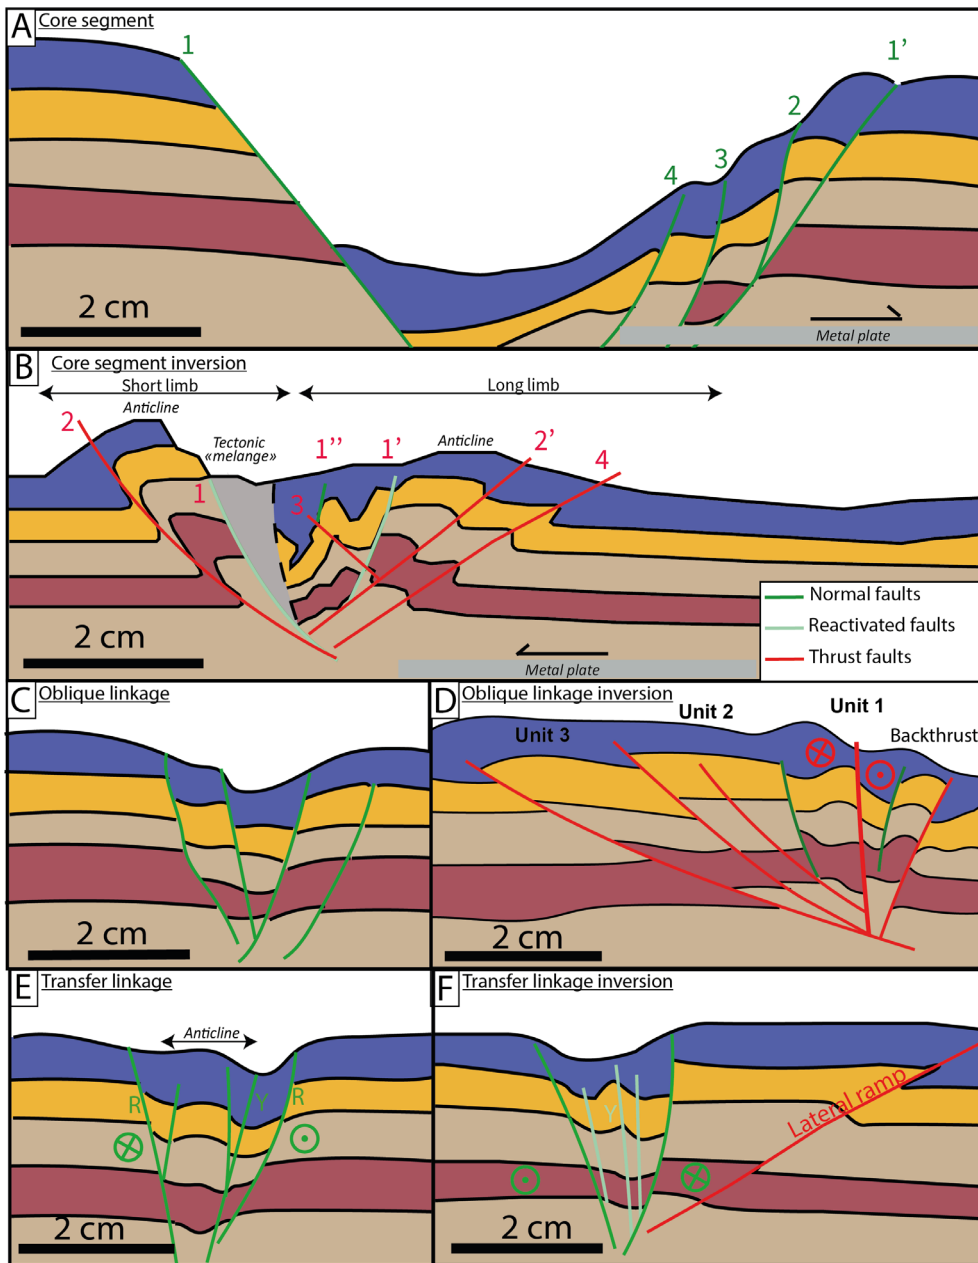 A Core segment
1
1'
2
3
4
2 cm
Metal plate
B Core segment inversion
Short limb
Long limb
Anticline
2
Tectonic
«melange»
1''
1'
Anticline
2'
4
1
3
Normal faults
Reactivated faults
Thrust faults
2 cm
Metal plate
C Oblique linkage
2 cm
D Oblique linkage inversion
Unit 1
Unit 2
Unit 3
Backthrust
2 cm
E Transfer linkage
Anticline
R
Y
R
2 cm
F Transfer linkage inversion
Lateral ramp
Y
2 cm